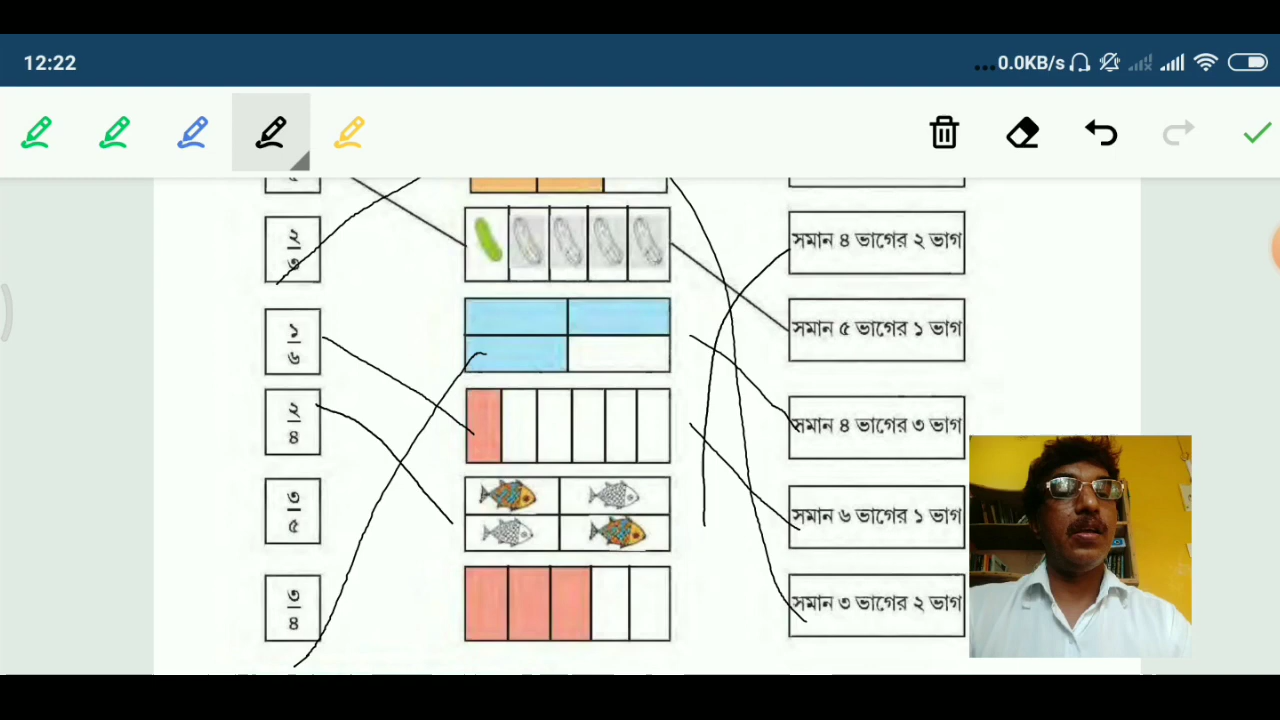 12:22
...0.0KB/s
৫
২
৩
১
৬
২
৪
৩
৫
৩
৪
সমান ৪ ভাগের ২ ভাগ
সমান ৫ ভাগের ১ ভাগ
সমান ৪ ভাগের ৩ ভাগ
সমান ৬ ভাগের ১ ভাগ
সমান ৩ ভাগের ২ ভাগ